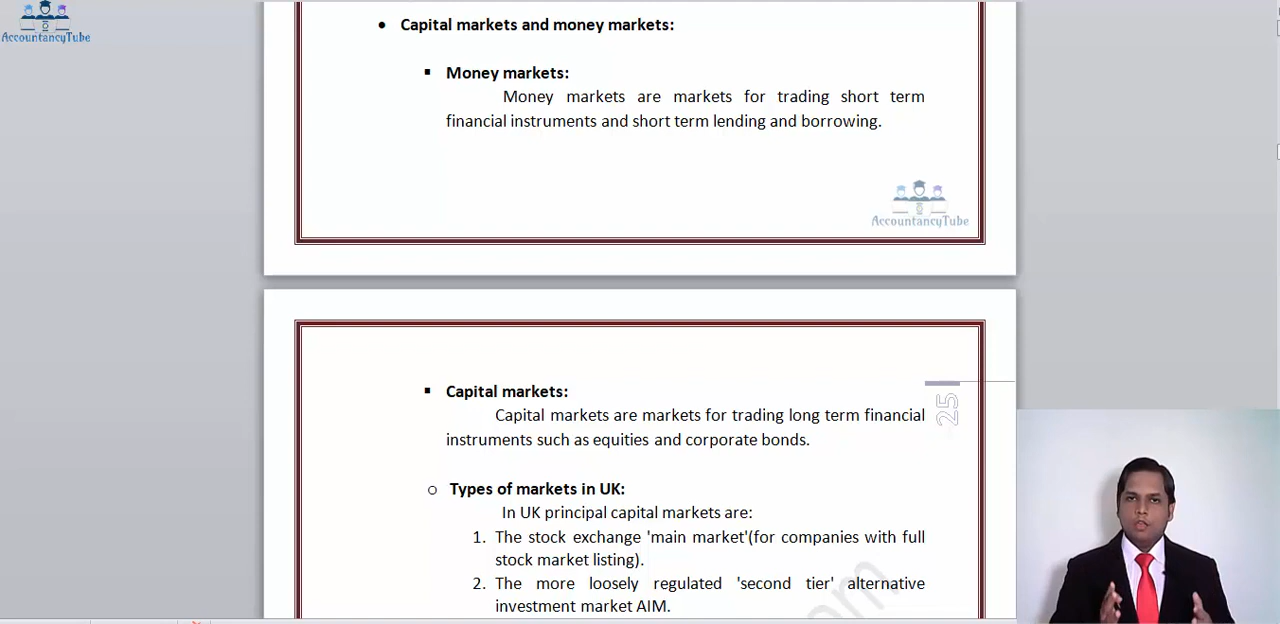 AccountancyTube
• Capital markets and money markets:
▪ Money markets:
Money markets are markets for trading short term
financial instruments and short term lending and borrowing.
AccountancyTube
▪ Capital markets:
25
Capital markets are markets for trading long term financial
instruments such as equities and corporate bonds.
o Types of markets in UK:
In UK principal capital markets are:
1. The stock exchange 'main market'(for companies with full
stock market listing).
2. The more loosely regulated 'second tier' alternative
investment market AIM.
om